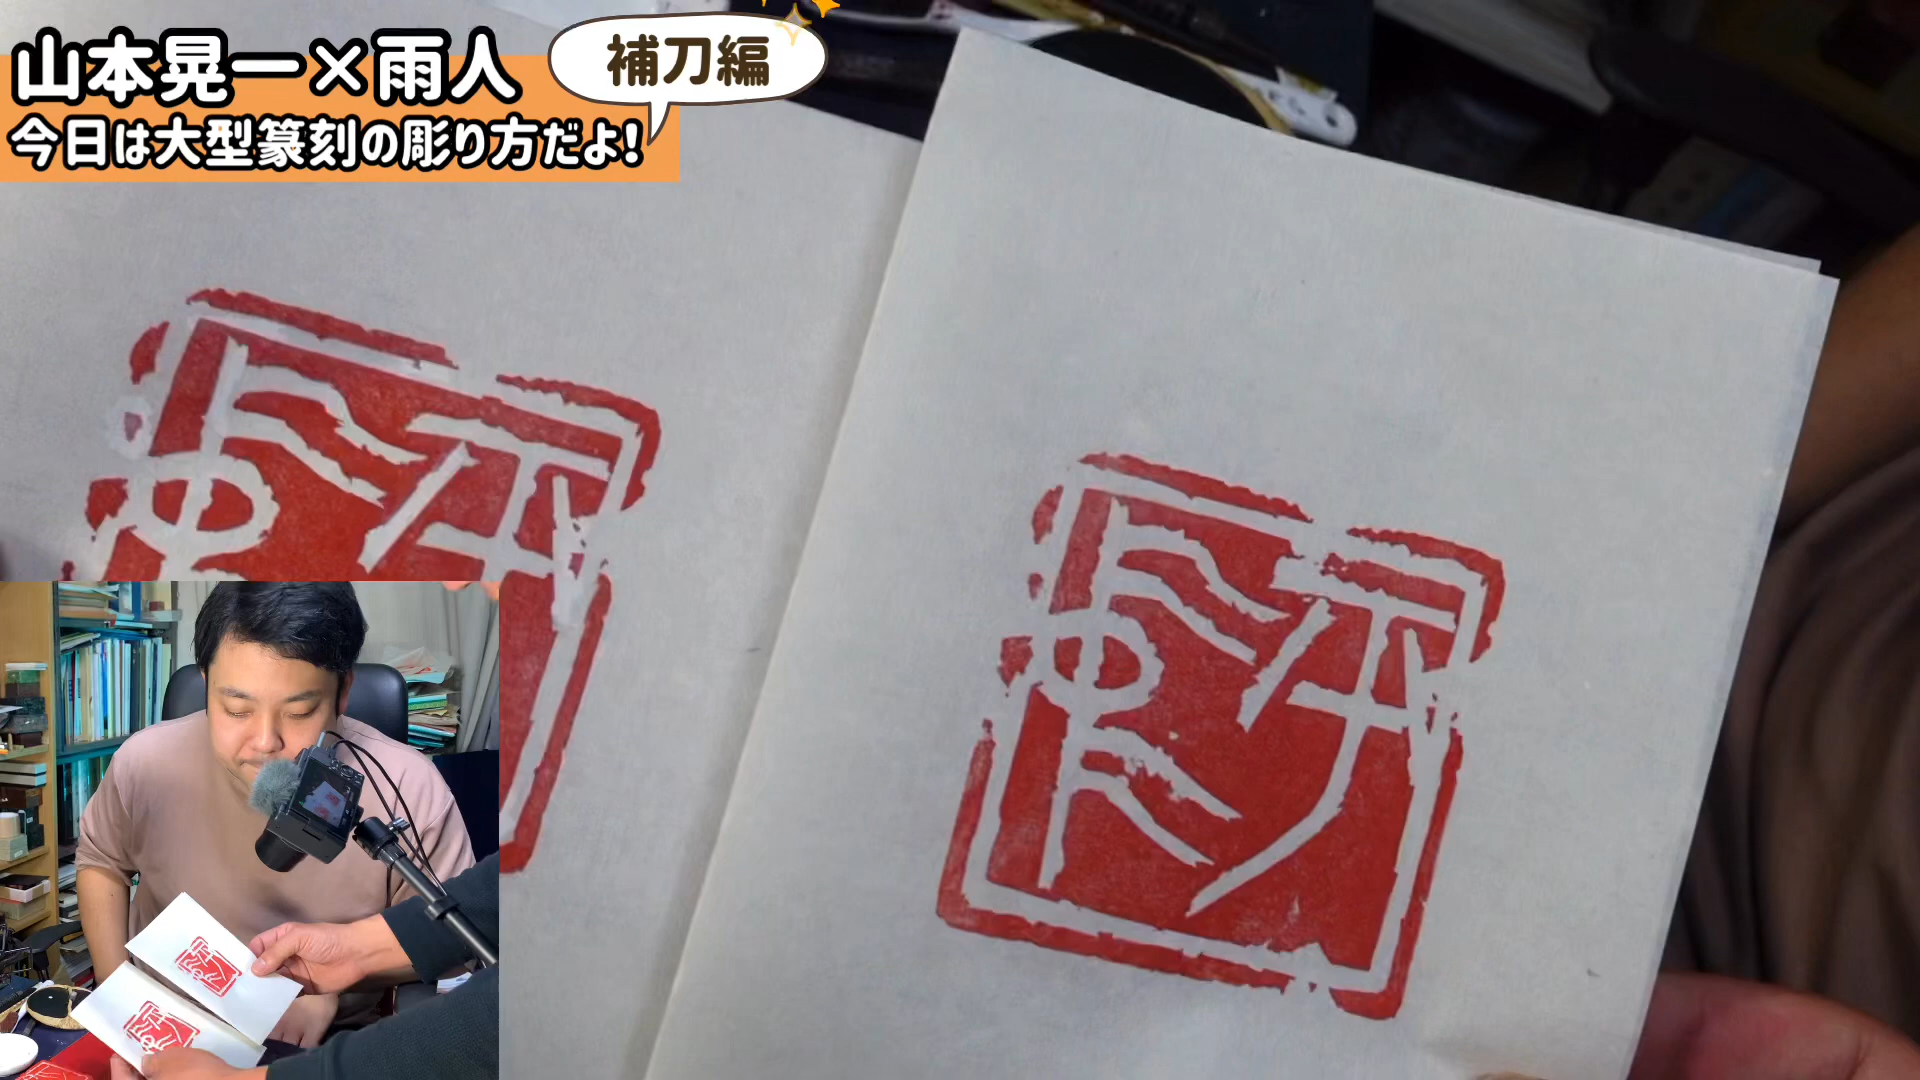 山本晃一×雨人
補刀編
今日は大型篆刻の彫り方だよ!